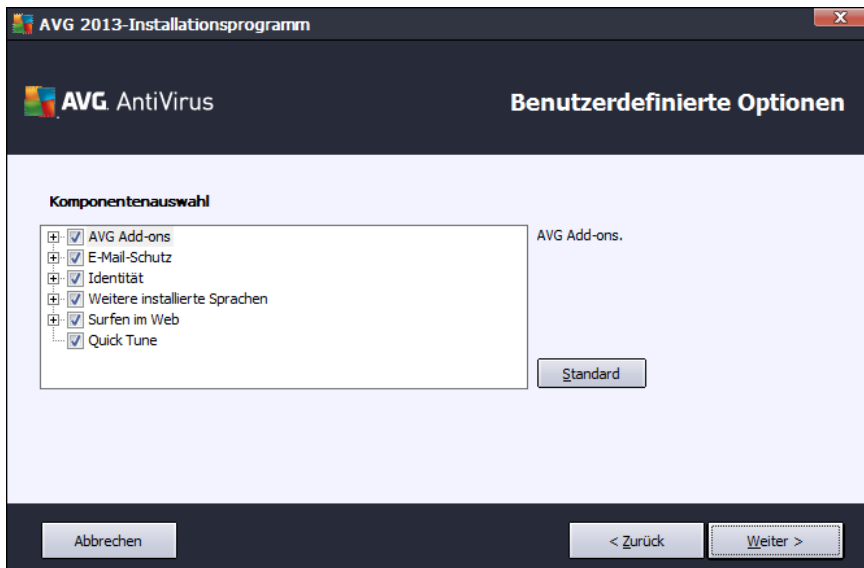 AVG 2013-Installationsprogramm
AVG. AntiVirus
Benutzerdefinierte Optionen
Komponentenauswahl
AVG Add-ons
E-Mail-Schutz
Identität
Weitere installierte Sprachen
Surfen im Web
Quick Tune
AVG Add-ons.
Standard
Abbrechen
< Zurück
Weiter >